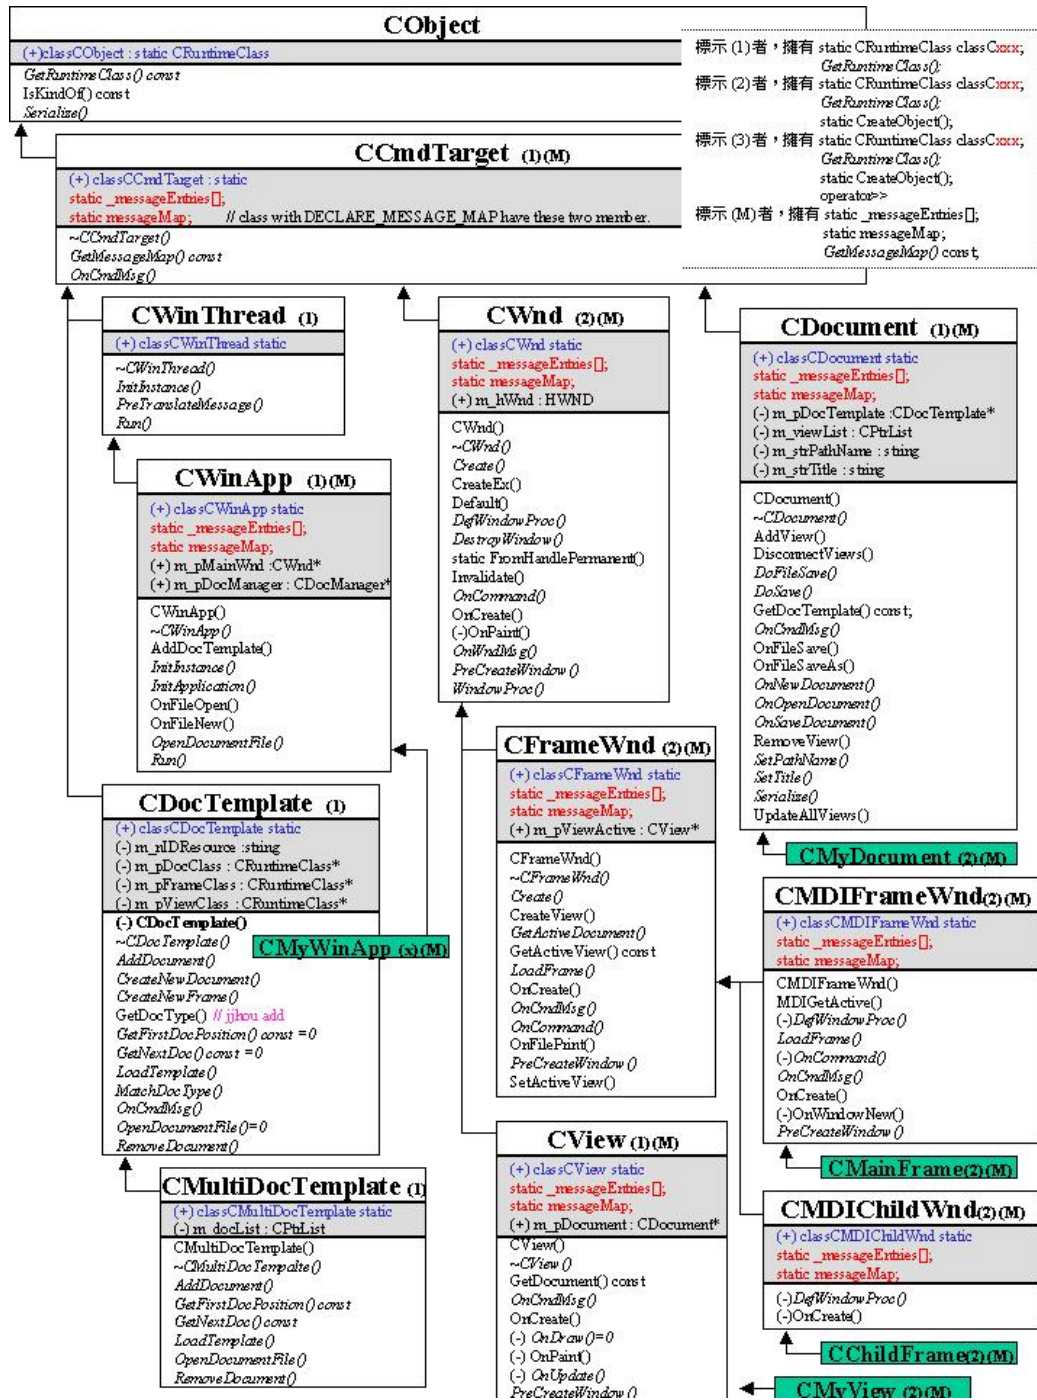 CObject
(+)classCObject : static CRuntimeClass
GetRuntimeClass() const
IsKindOf() const
Serialize()
標示 (1)者，擁有 static CRuntimeClass classCxxx;
GetRuntimeClass();
標示 (2)者，擁有 static CRuntimeClass classCxxx;
GetRuntimeClass();
static CreateObject();
標示 (3)者，擁有 static CRuntimeClass classCxxx;
GetRuntimeClass();
static CreateObject();
operator>>
標示 (M)者，擁有 static _messageEntries[];
static messageMap;
GetMessageMap() const;
CCmdTarget (1)(M)
(+) classCCmdTarget : static
static _messageEntries[];
static messageMap; // class with DECLARE_MESSAGE_MAP have these two member.
~CCmdTarget()
GetMessageMap() const
OnCmdMsg()
CWinThread (1)
(+) classCWinThread static
~CWinThread()
InitInstance()
PreTranslateMessage()
Run()
CWinApp (1)(M)
(+) classCWinApp static
static _messageEntries[];
static messageMap;
(+) m_pMainWnd :CWnd*
(+) m_pDocManager : CDocManager*
CWinApp()
~CWinApp()
AddDocTemplate()
InitInstance()
InitApplication()
OnFileOpen()
OnFileNew()
OpenDocumentFile()
Run()
CDocTemplate (1)
(+) classCDocTemplate static
(-) m_nIDResource :string
(-) m_pDocClass : CRuntimeClass*
(-) m_pFrameClass : CRuntimeClass*
(-) m_pViewClass : CRuntimeClass*
(-) CDocTemplate()
~CDocTemplate()
AddDocument()
CreateNewDocument()
CreateNewFrame()
GetDocType() // jjhou add
GetFirstDocPosition() const =0
GetNextDoc() const =0
LoadTemplate()
MatchDocType()
OnCmdMsg()
OpenDocumentFile()=0
RemoveDocument()
CMyWinApp (x)(M)
CMultiDocTemplate (1)
(+) classCMultiDocTemplate static
(-) m_docList : CPtrList
CMultiDocTemplate()
~CMultiDocTempalte()
AddDocument()
GetFirstDocPosition() const
GetNextDoc() const
LoadTemplate()
OpenDocumentFile()
RemoveDocument()
CWnd (2)(M)
(+) classCWnd static
static _messageEntries[];
static messageMap;
(+) m_hWnd : HWND
CWnd()
~CWnd()
Create()
CreateEx()
Default()
DefWindowProc()
DestroyWindow()
static FromHandlePermanent()
Invalidate()
OnCommand()
OnCreate()
(-)OnPaint()
OnWndMsg()
PreCreateWindow()
WindowProc()
CFrameWnd (2)(M)
(+) classCFrameWnd static
static _messageEntries[];
static messageMap;
(+) m_pViewActive : CView*
CFrameWnd()
~CFrameWnd()
Create()
CreateView()
GetActiveDocument()
GetActiveView() const
LoadFrame()
OnCreate()
OnCmdMsg()
OnCommand()
OnFilePrint()
PreCreateWindow()
SetActiveView()
CView (1)(M)
(+) classCView static
static _messageEntries[];
static messageMap;
(+) m_pDocument : CDocument*
CView()
~CView()
GetDocument() const
OnCmdMsg()
OnCreate()
(-) OnDraw()=0
(-) OnPaint()
(-) OnUpdate()
PreCreateWindow()
CDocument (1)(M)
(+) classCDocument static
static _messageEntries[];
static messageMap;
(-) m_pDocTemplate :CDocTemplate*
(-) m_viewList : CPtrList
(-) m_strPathName : string
(-) m_strTitle : string
CDocument()
~CDocument()
AddView()
DisconnectViews()
DoFileSave()
DoSave()
GetDocTemplate() const;
OnCmdMsg()
OnFileSave()
OnFileSaveAs()
OnNewDocument()
OnOpenDocument()
OnSaveDocument()
RemoveView()
SetPathName()
SetTitle()
Serialize()
UpdateAllViews()
CMyDocument (2)(M)
CMDIFrameWnd(2)(M)
(+) classCMDIFrameWnd static
static _messageEntries[];
static messageMap;
CMDIFrameWnd()
MDIGetActive()
(-)DefWindowProc()
LoadFrame()
(-)OnCommand()
OnCmdMsg()
OnCreate()
(-)OnWindowNew()
PreCreateWindow()
CMainFrame(2)(M)
CMDIChildWnd(2)(M)
(+) classCMDIChildWnd static
static _messageEntries[];
static messageMap;
(-)DefWindowProc()
(-)OnCreate()
CChildFrame(2)(M)
CMyView (2)(M)